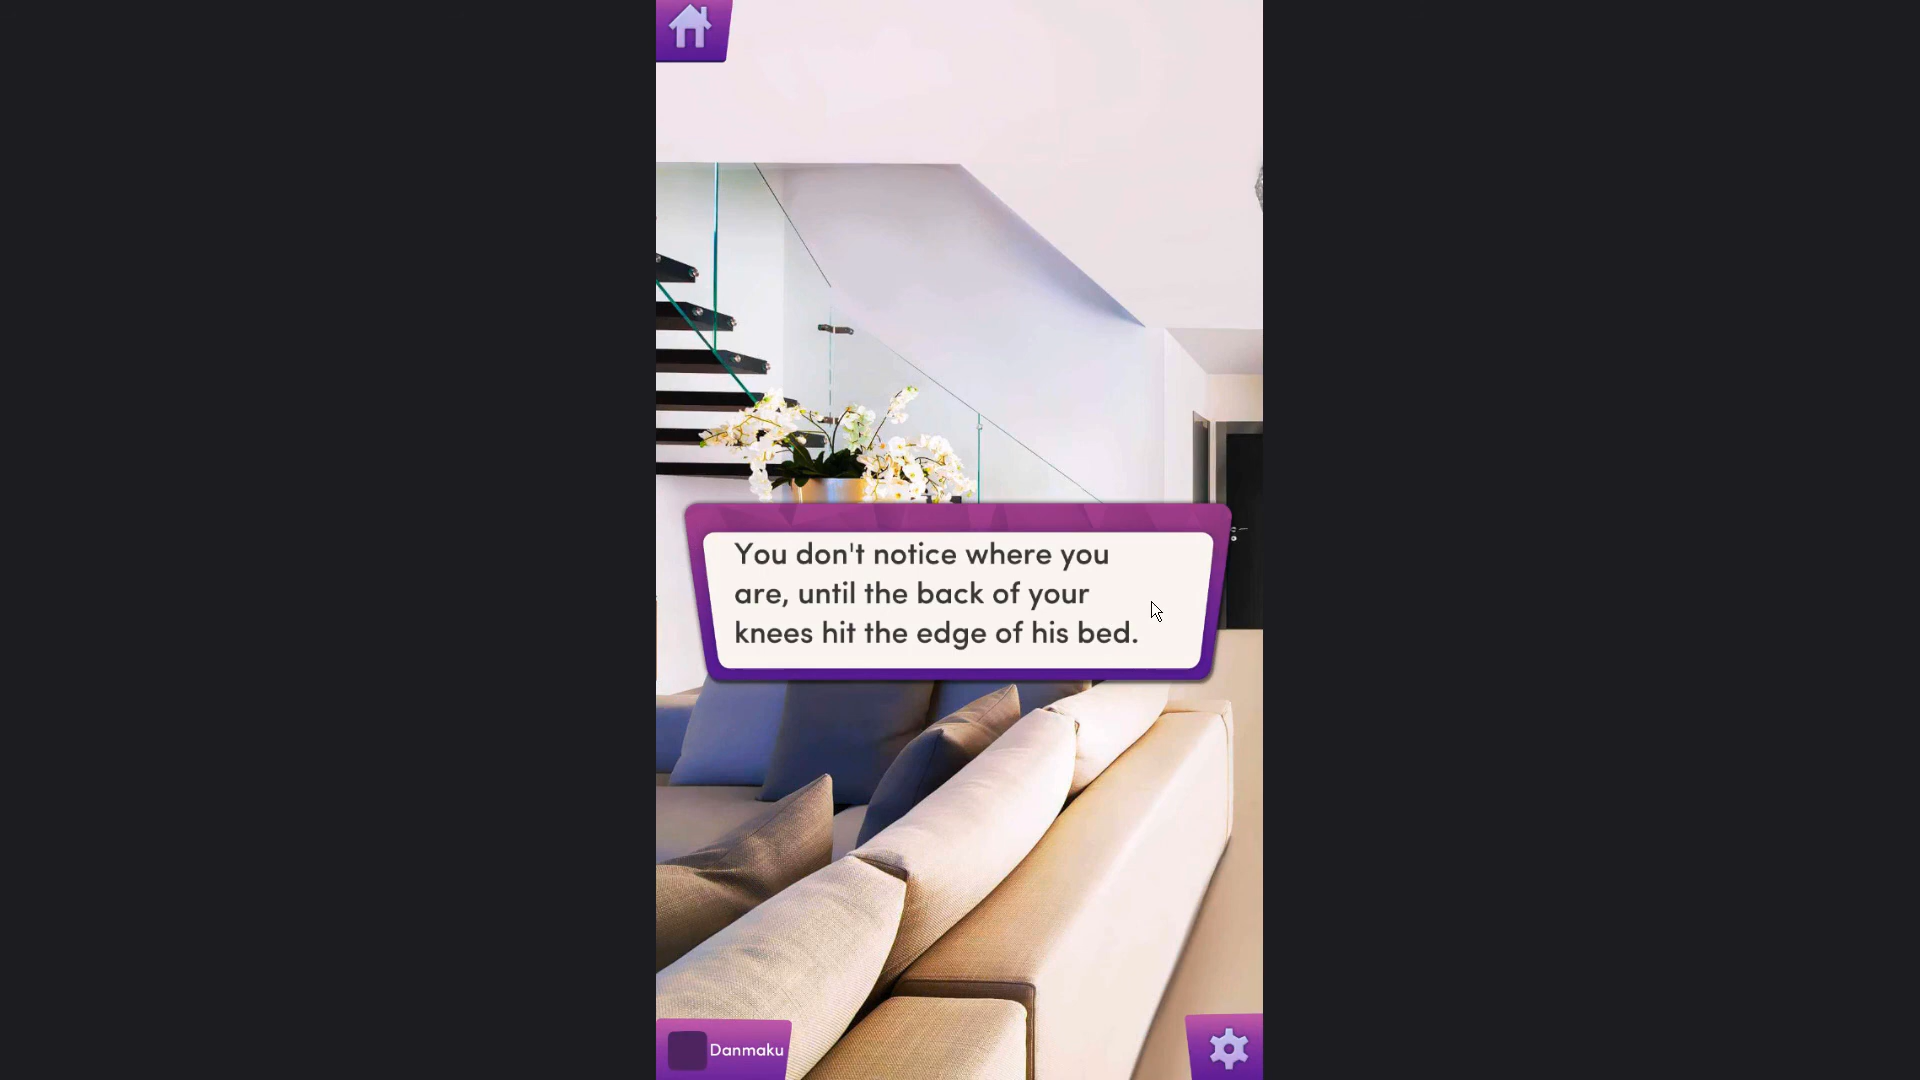 You don't notice where you
are, until the back of your
knees hit the edge of his bed.
Danmaku